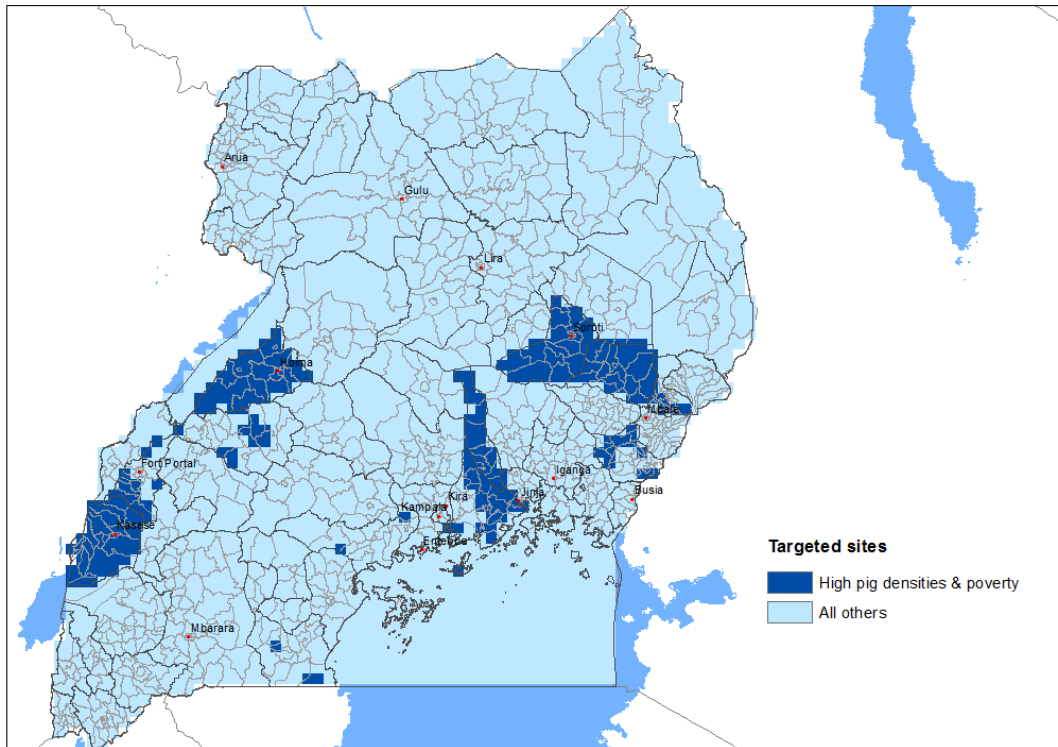 Arua
Gulu
Lira
Soroti
Hoima
Mbale
Fort Portal
Iganga
Kira
Jinja
Busia
Kampala
Kasese
Entebbe
Mbarara
Targeted sites
High pig densities & poverty
All others